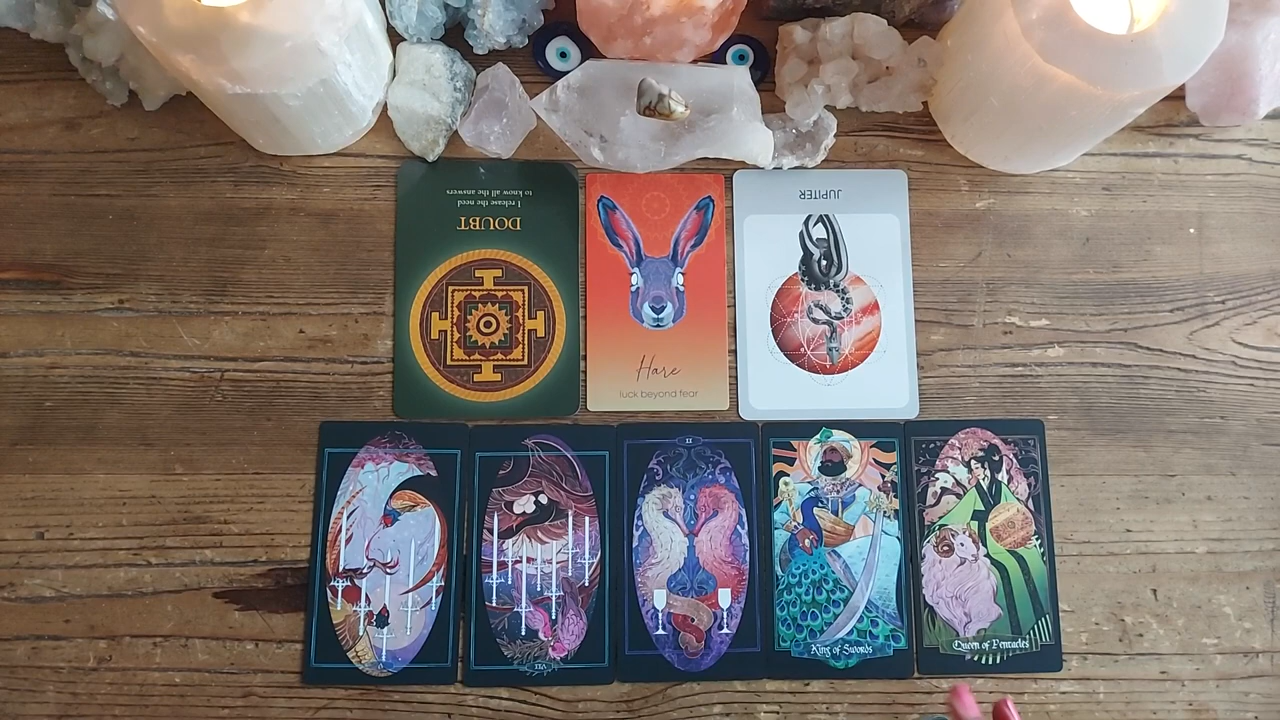 DOUBT
I release the need
to know all the answers
Hare
luck beyond fear
JUPITER
II
King of Swords
Queen of Pentacles